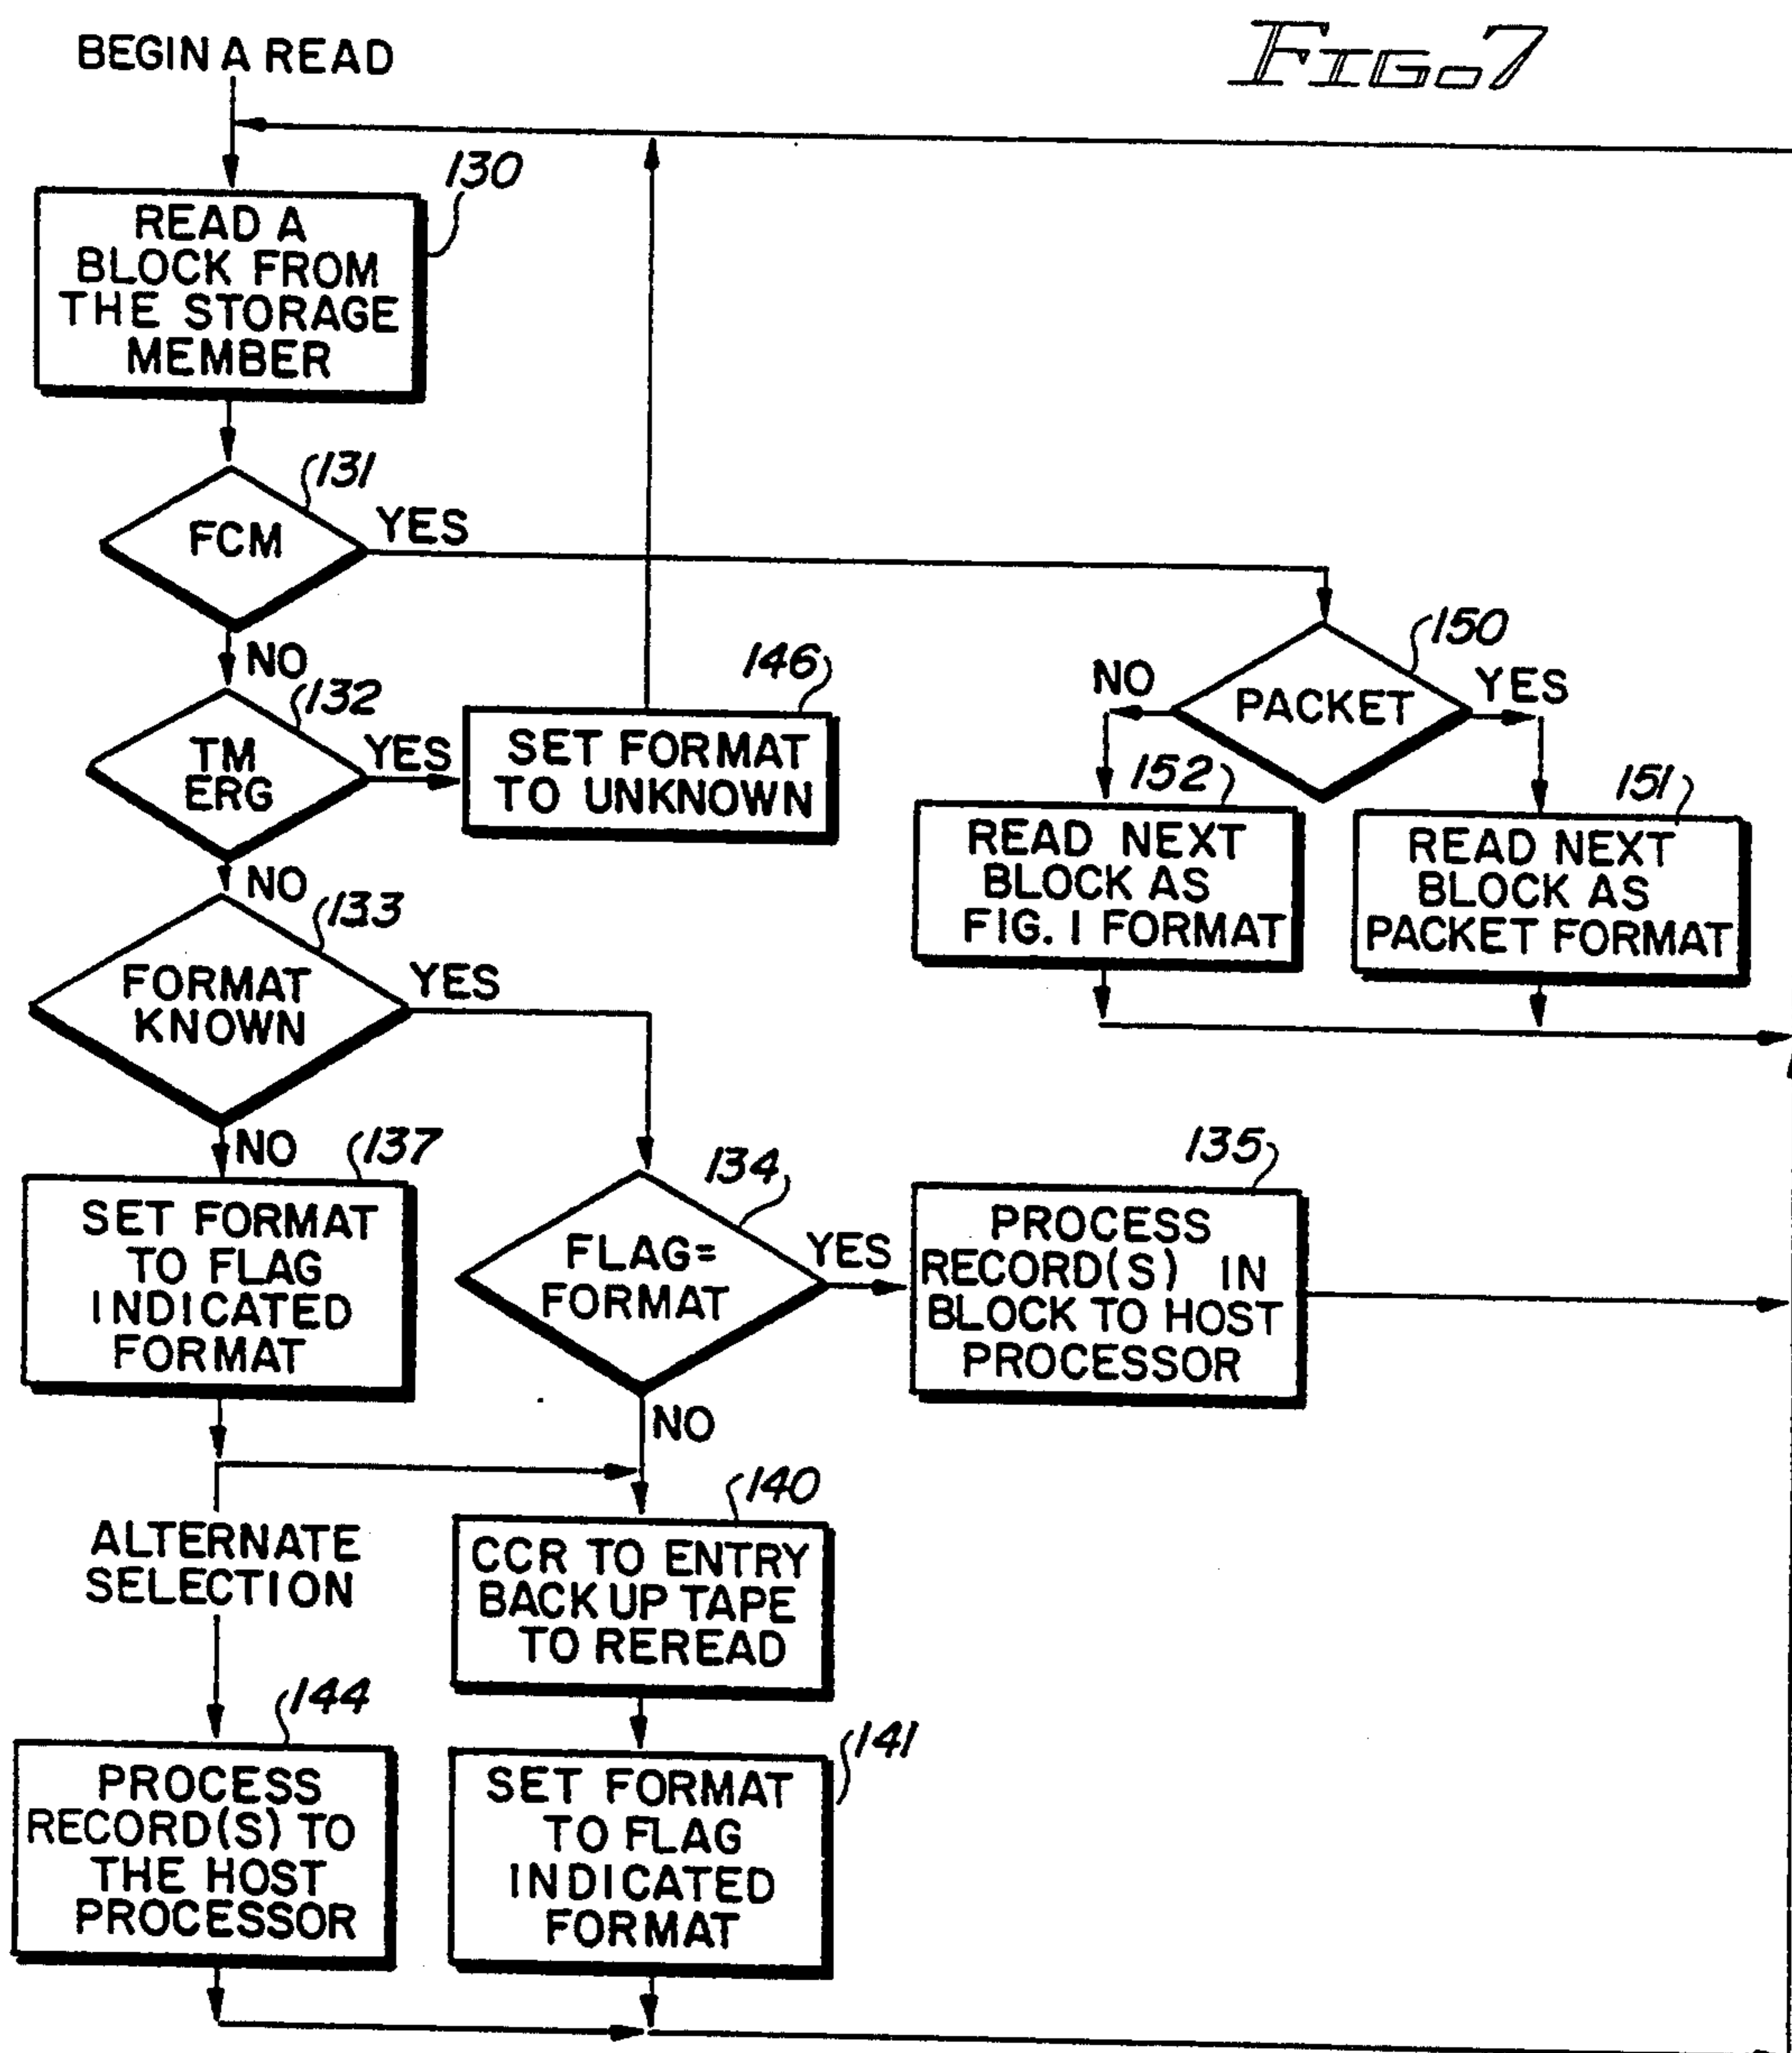 FIG. 7
BEGIN A READ
130
READ A
BLOCK FROM
THE STORAGE
MEMBER
131
FCM
YES
NO
132
TM
ERG
YES
146
SET FORMAT
TO UNKNOWN
150
NO
PACKET
YES
152
READ NEXT
BLOCK AS
FIG. 1 FORMAT
151
READ NEXT
BLOCK AS
PACKET FORMAT
NO
133
FORMAT
KNOWN
YES
NO
137
SET FORMAT
TO FLAG
INDICATED
FORMAT
134
FLAG=
FORMAT
YES
135
PROCESS
RECORD(S) IN
BLOCK TO HOST
PROCESSOR
NO
ALTERNATE
SELECTION
140
CCR TO ENTRY
BACK UP TAPE
TO REREAD
144
PROCESS
RECORD(S) TO
THE HOST
PROCESSOR
141
SET FORMAT
TO FLAG
INDICATED
FORMAT